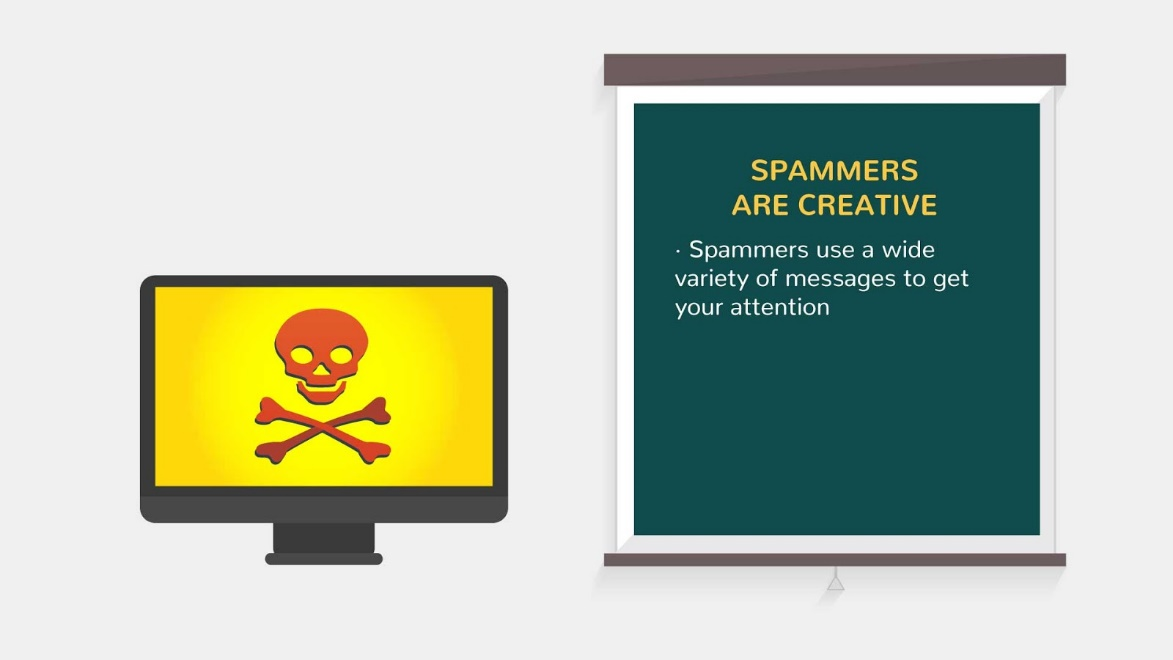 SPAMMERS
ARE CREATIVE
· Spammers use a wide
variety of messages to get
your attention